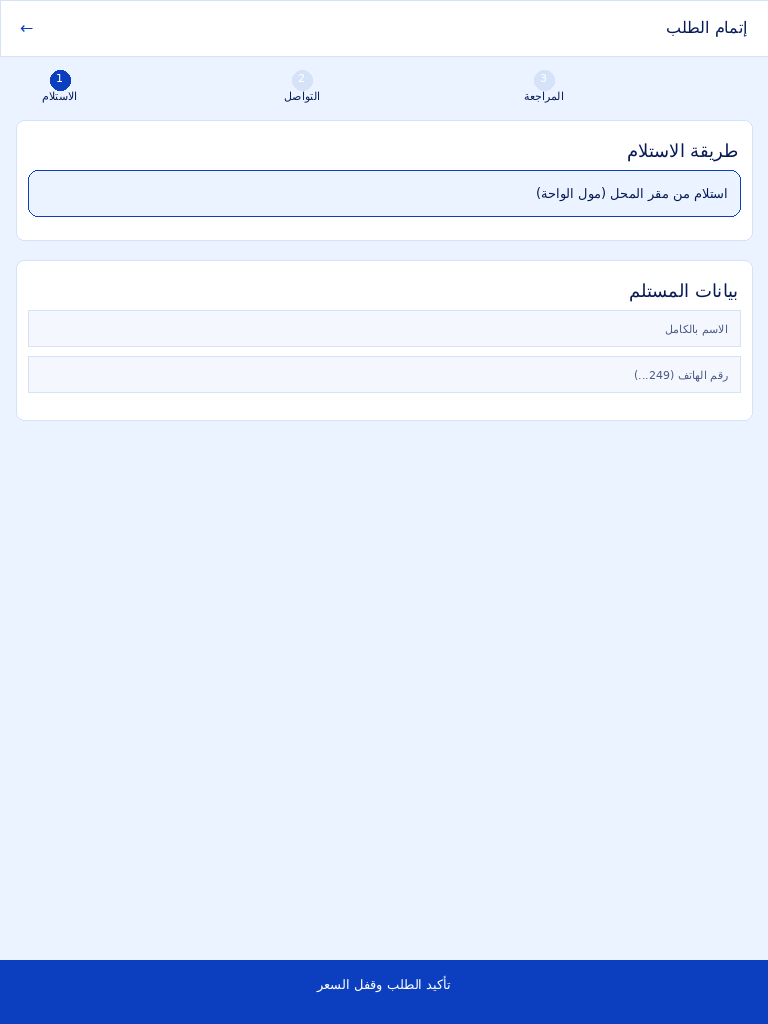 إتمام الطلب
←
1
2
3
الاستلام
التواصل
المراجعة
طريقة الاستلام
استلام من مقر المحل (مول الواحة)
بيانات المستلم
الاسم بالكامل
رقم الهاتف (249...)
تأكيد الطلب وقفل السعر